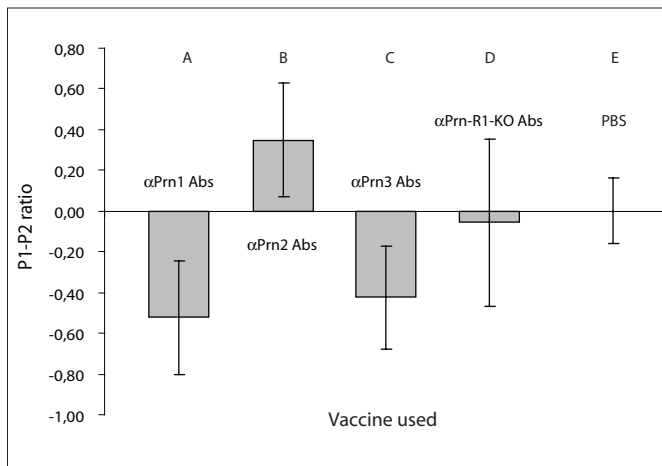 A B C D E
0,80
0,60
0,40
0,20
0,00
-0,20
-0,40
-0,60
-0,80
-1,00
P1-P2 ratio
αPrn-R1-KO Abs PBS
αPrn1 Abs αPrn3 Abs
αPrn2 Abs
Vaccine used